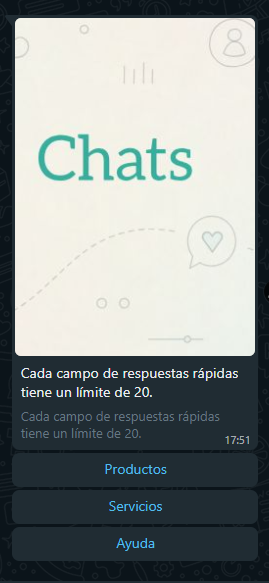 Chats
Cada campo de respuestas rápidas
tiene un límite de 20.
Cada campo de respuestas rápidas
tiene un límite de 20.
17:51
Productos
Servicios
Ayuda